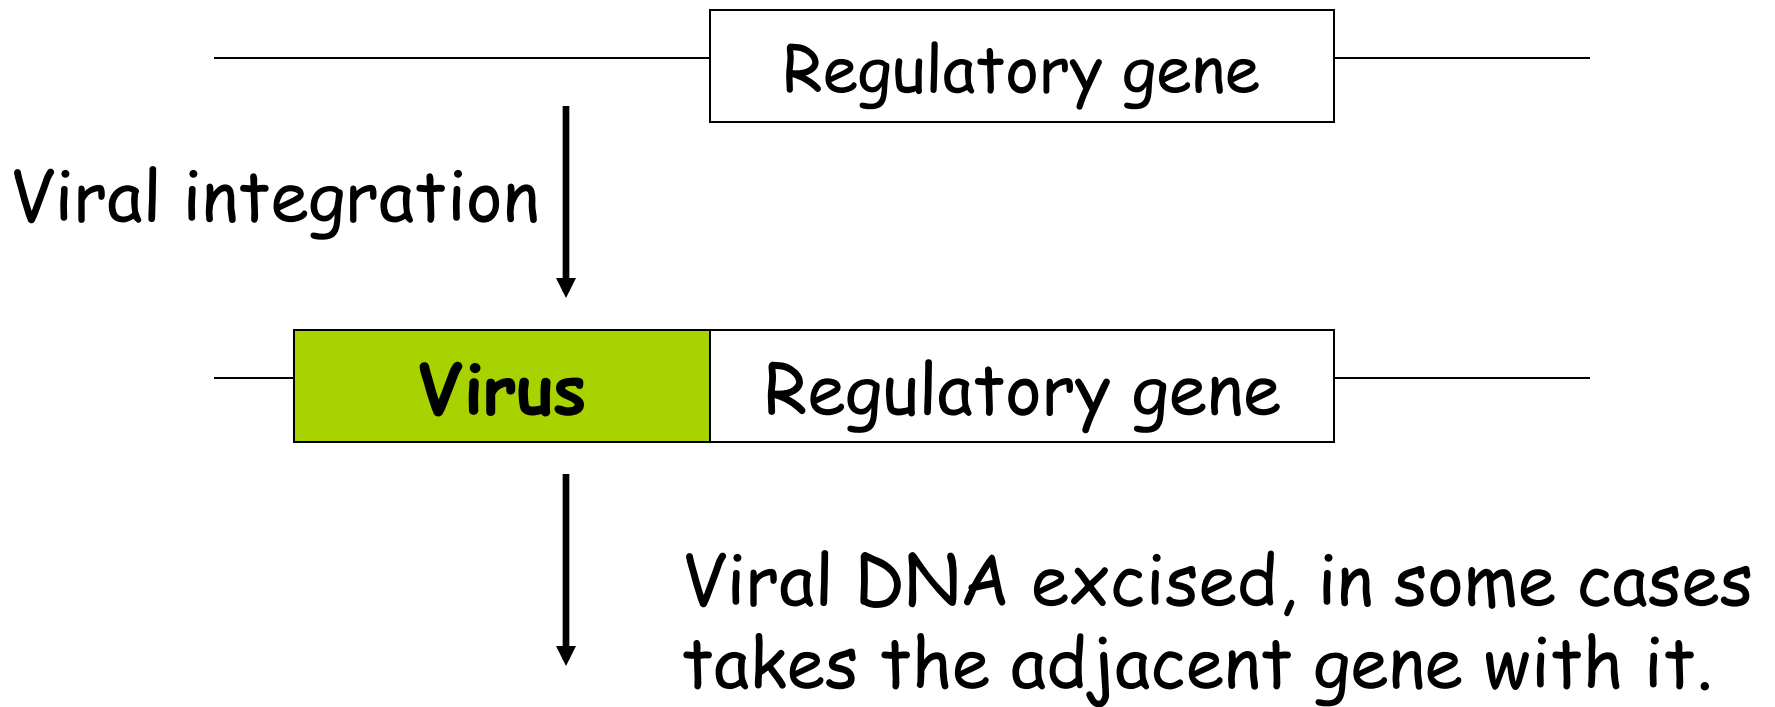 Regulatory gene
Viral integration
Virus
Regulatory gene
Viral DNA excised, in some cases
takes the adjacent gene with it.